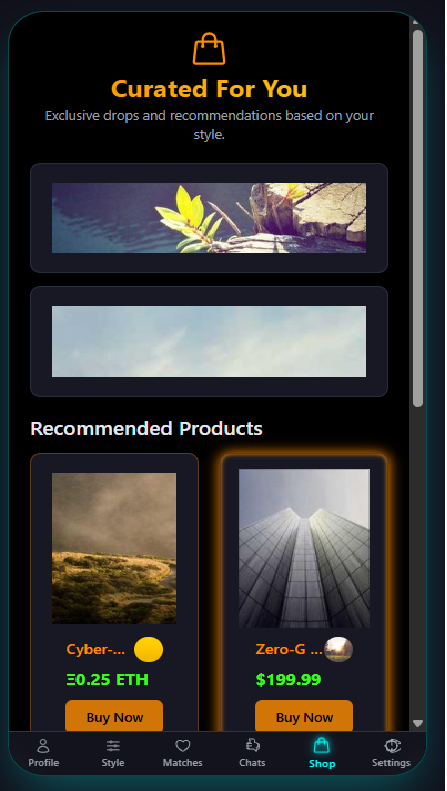 Curated For You
Exclusive drops and recommendations based on your
style.
Recommended Products
Cyber-...
Zero-G ...
Ξ0.25 ETH
$199.99
Buy Now
Buy Now
Profile
Style
Matches
Chats
Shop
Settings